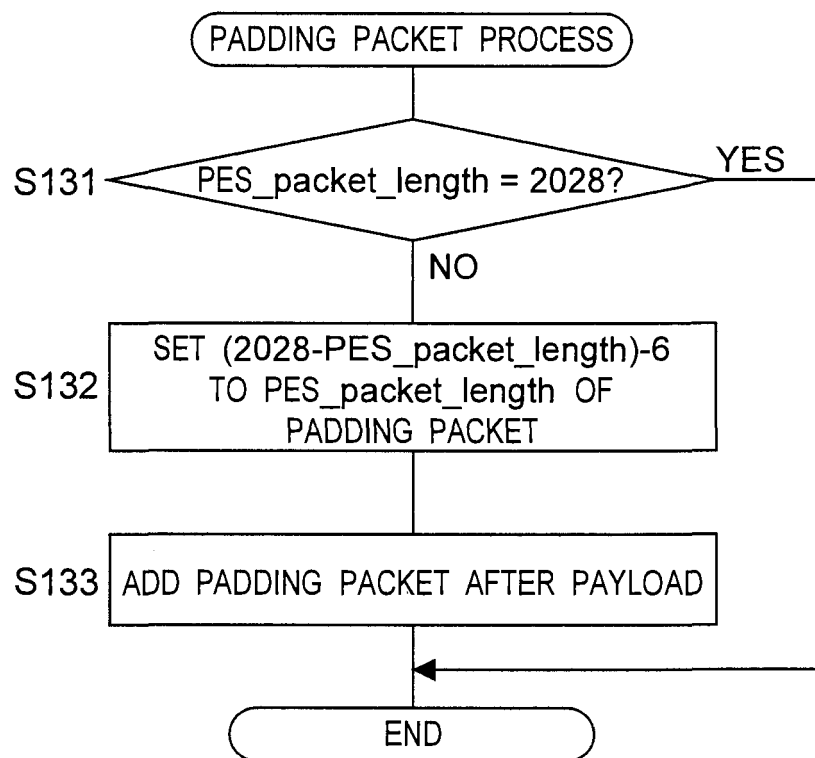 PADDING PACKET PROCESS
S131
PES_packet_length = 2028?
YES
NO
S132
SET (2028-PES_packet_length)-6
TO PES_packet_length OF
PADDING PACKET
S133
ADD PADDING PACKET AFTER PAYLOAD
END